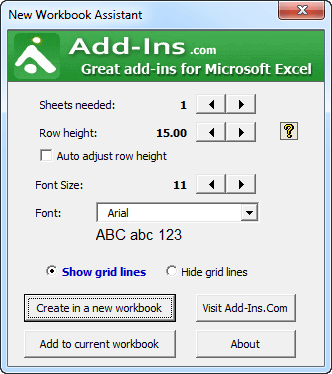 New Workbook Assistant
Add-Ins .com
Great add-ins for Microsoft Excel
Sheets needed: 1
Row height: 15.00 ?
Auto adjust row height
Font Size: 11
Font: Arial
ABC abc 123
Show grid lines Hide grid lines
Create in a new workbook Visit Add-Ins.Com
Add to current workbook About